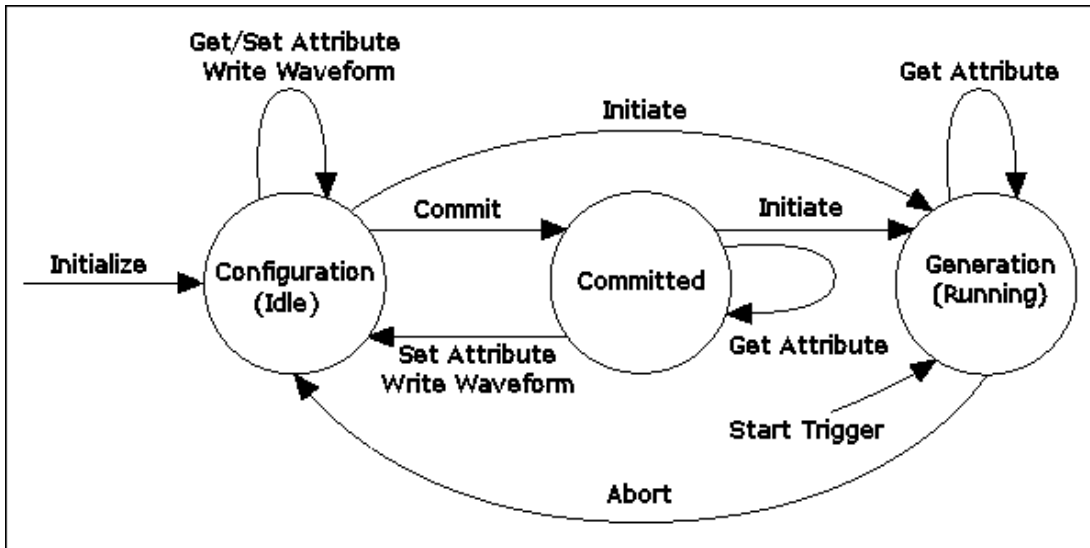 Get/Set Attribute
Write Waveform
Get Attribute
Initiate
Commit
Initiate
Initialize
Configuration
(Idle)
Committed
Generation
(Running)
Get Attribute
Set Attribute
Write Waveform
Start Trigger
Abort